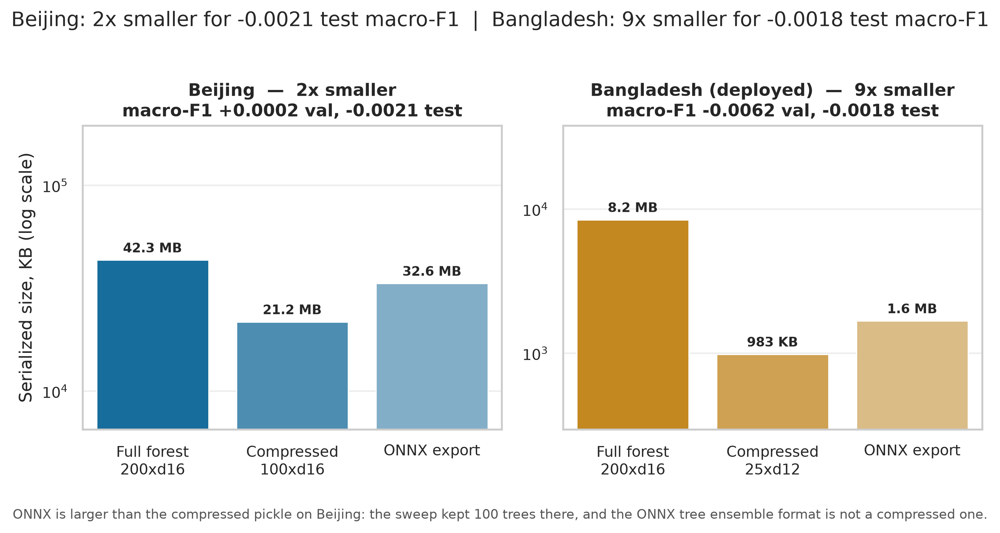 Beijing: 2x smaller for -0.0021 test macro-F1 | Bangladesh: 9x smaller for -0.0018 test macro-F1
Beijing — 2x smaller
macro-F1 +0.0002 val, -0.0021 test
Serialized size, KB (log scale)
10⁵
10⁴
42.3 MB
21.2 MB
32.6 MB
Full forest
200xd16
Compressed
100xd16
ONNX export
Bangladesh (deployed) — 9x smaller
macro-F1 -0.0062 val, -0.0018 test
10⁴
10³
8.2 MB
983 KB
1.6 MB
Full forest
200xd16
Compressed
25xd12
ONNX export
ONNX is larger than the compressed pickle on Beijing: the sweep kept 100 trees there, and the ONNX tree ensemble format is not a compressed one.